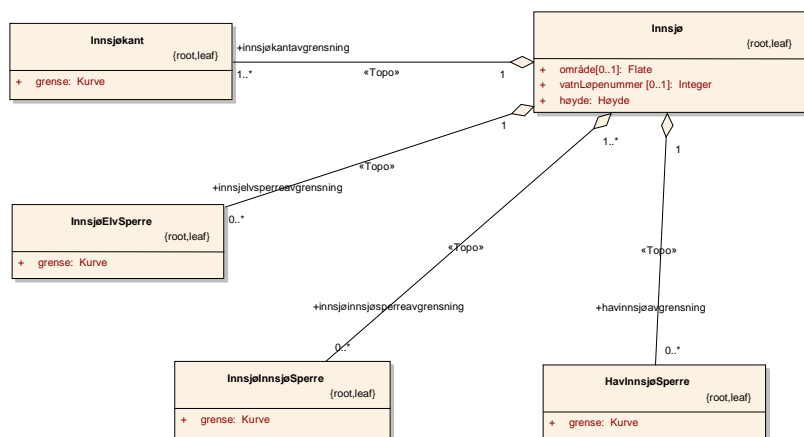 Innsjøkant
{root,leaf}
+ grense: Kurve
Innsjø
{root,leaf}
+ område[0..1]: Flate
+ vatnLøpenummer [0..1]: Integer
+ høyde: Høyde
+innsjøkantavgrensning
1..*
«Topo»
1
1
«Topo»
+innsjelvsperreavgrensning
0..*
1..*
«Topo»
+innsjøinnsjøsperreavgrensning
0..*
1
«Topo»
+havinnsjøavgrensning
0..*
InnsjøElvSperre
{root,leaf}
+ grense: Kurve
InnsjøInnsjøSperre
{root,leaf}
+ grense: Kurve
HavInnsjøSperre
{root,leaf}
+ grense: Kurve